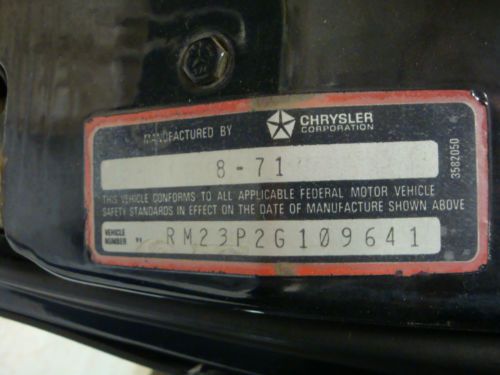 MANUFACTURED BY
CHRYSLER
CORPORATION
8-71
THIS VEHICLE CONFORMS TO ALL APPLICABLE FEDERAL MOTOR VEHICLE
SAFETY STANDARDS IN EFFECT ON THE DATE OF MANUFACTURE SHOWN ABOVE
VEHICLE
NUMBER
RM23P2G109641
3582050